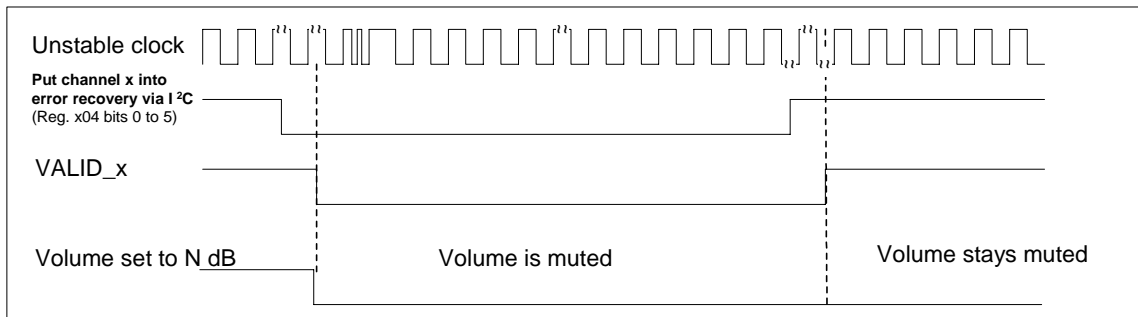 Unstable clock
Put channel x into
error recovery via I²C
(Reg. x04 bits 0 to 5)
VALID_x
Volume set to N dB
Volume is muted
Volume stays muted